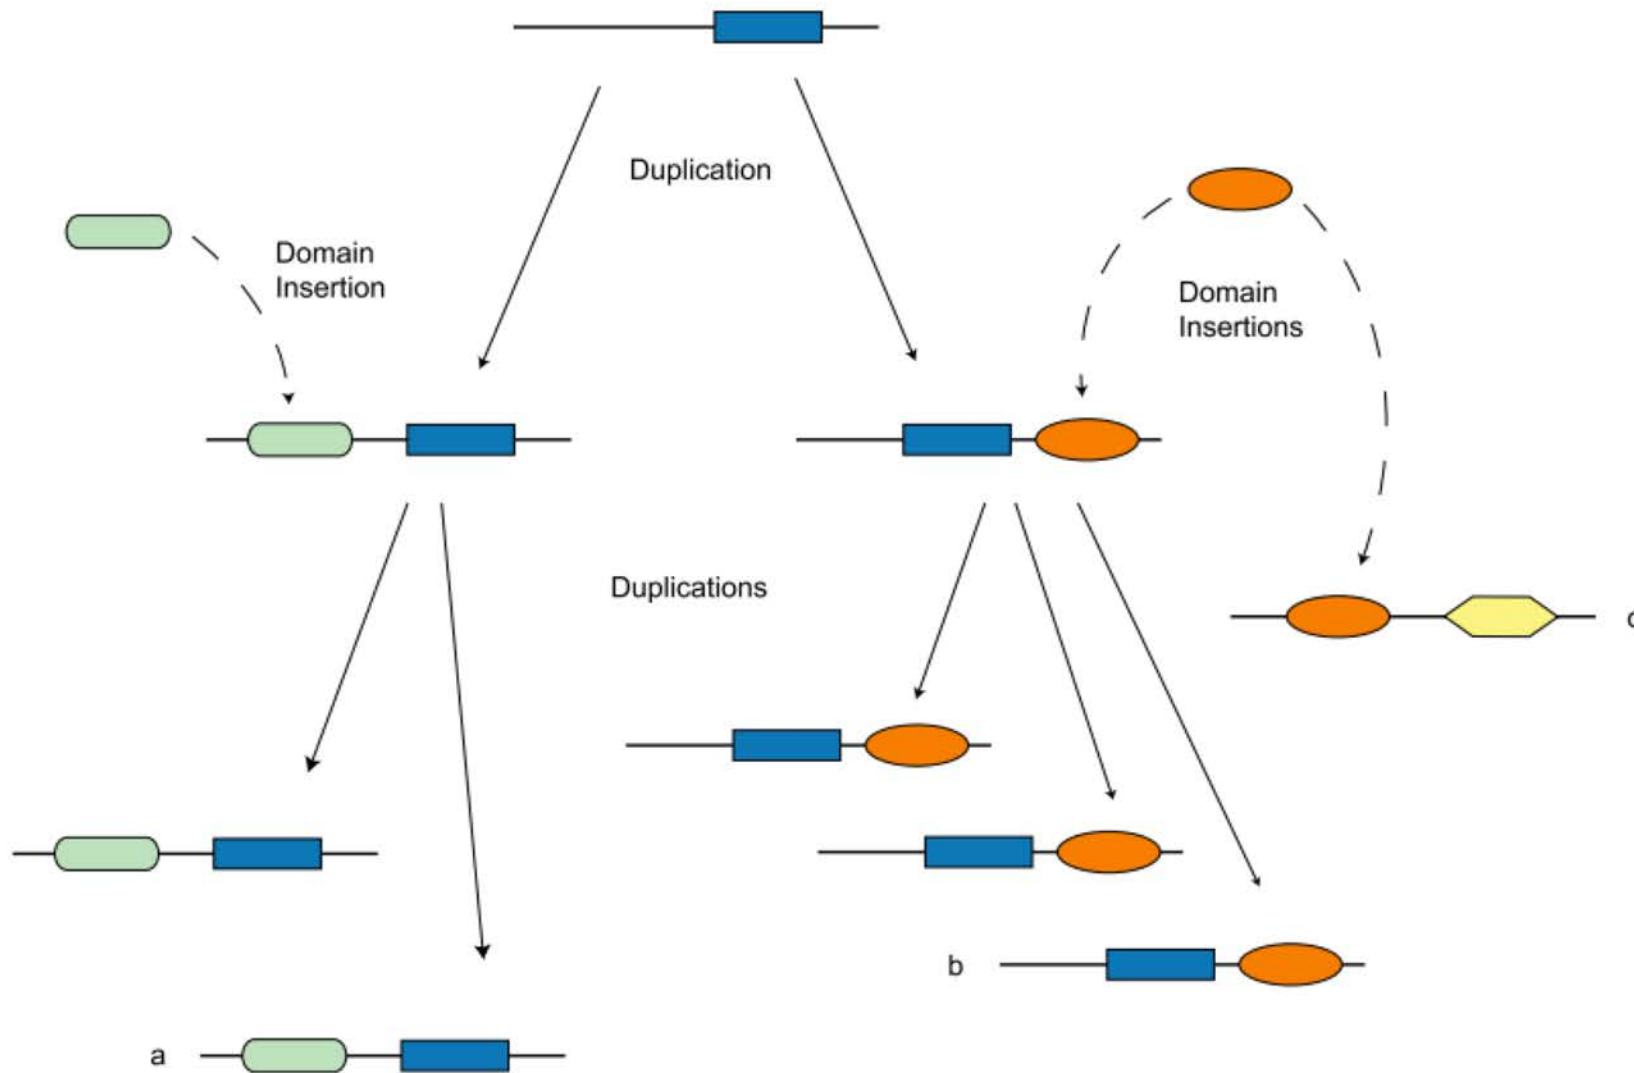 Duplication
Domain
Insertion
Domain
Insertions
Duplications
b
a